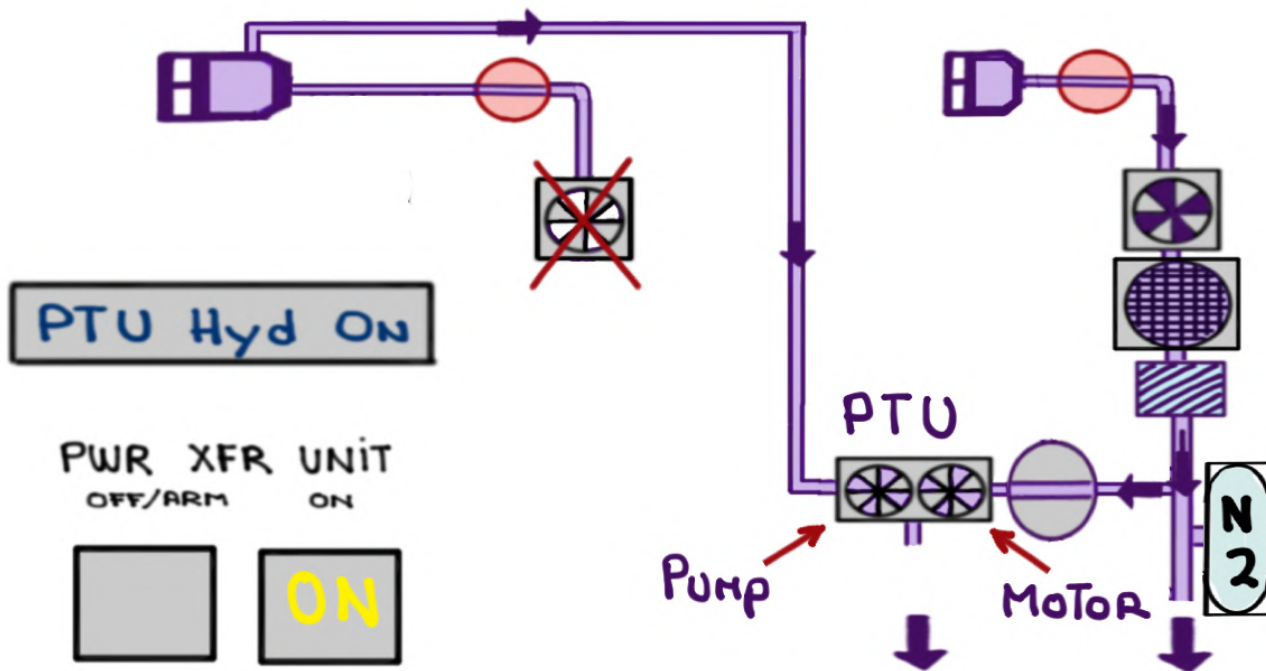 PTU Hyd ON
PWR XFR UNiT
OFF/ARM ON
ON
PTU
PUMP
MOTOR
N
2